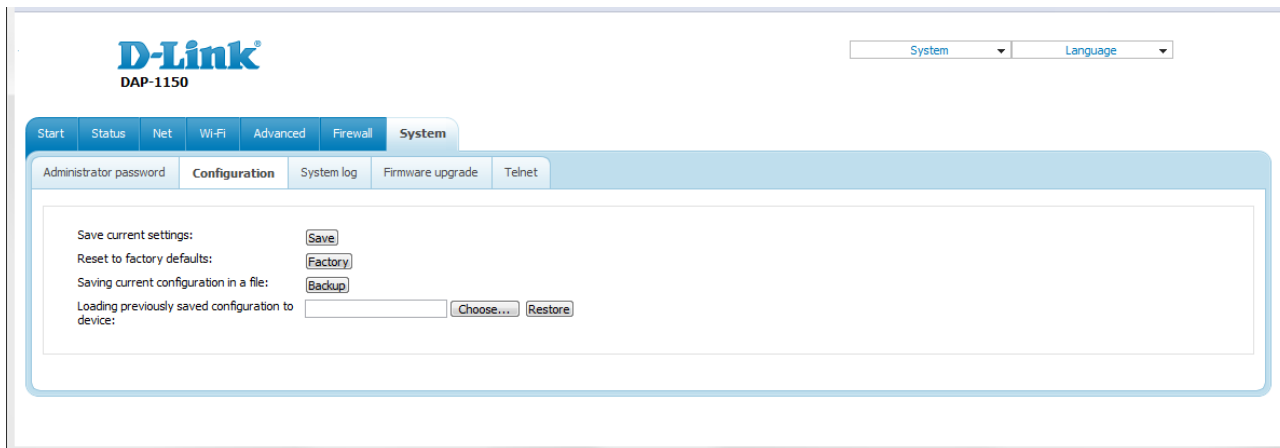 D-Link®
DAP-1150
System
Language
Start
Status
Net
Wi-Fi
Advanced
Firewall
System
Administrator password
Configuration
System log
Firmware upgrade
Telnet
Save current settings:
Save
Reset to factory defaults:
Factory
Saving current configuration in a file:
Backup
Loading previously saved configuration to
device:
Choose...
Restore